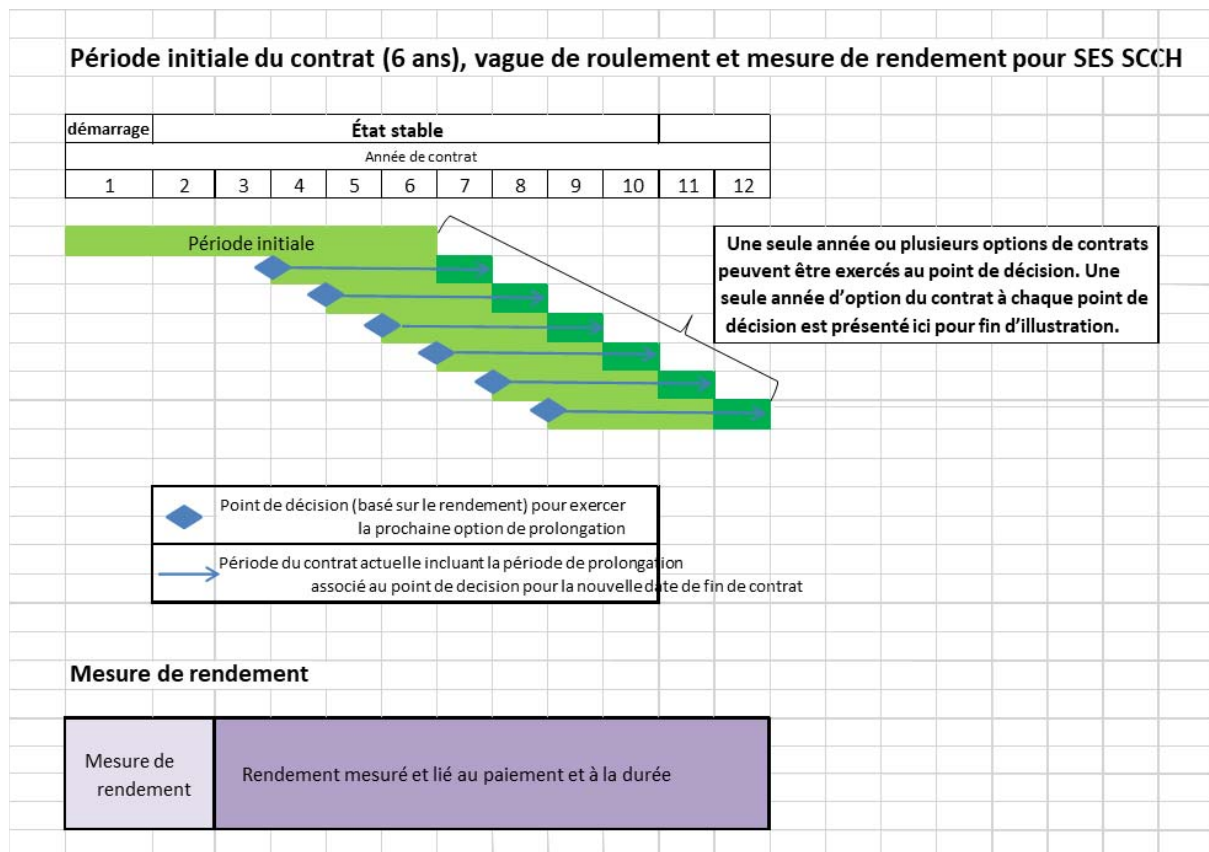 Période initiale du contrat (6 ans), vague de roulement et mesure de rendement pour SES SCCH
démarrage État stable
Année de contrat
1 2 3 4 5 6 7 8 9 10 11 12
Période initiale
Une seule année ou plusieurs options de contrats
peuvent être exercés au point de décision. Une
seule année d'option du contrat à chaque point de
décision est présenté ici pour fin d'illustration.
Point de décision (basé sur le rendement) pour exercer
la prochaine option de prolongation
Période du contrat actuelle incluant la période de prolongation
associé au point de decision pour la nouvelle date de fin de contrat
Mesure de rendement
Mesure de
rendement
Rendement mesuré et lié au paiement et à la durée